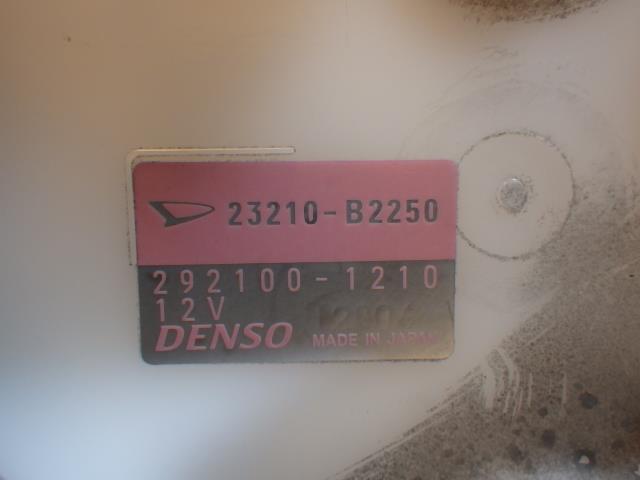 23210-B2250
292100-1210
12V
DENSO MADE IN JAPAN